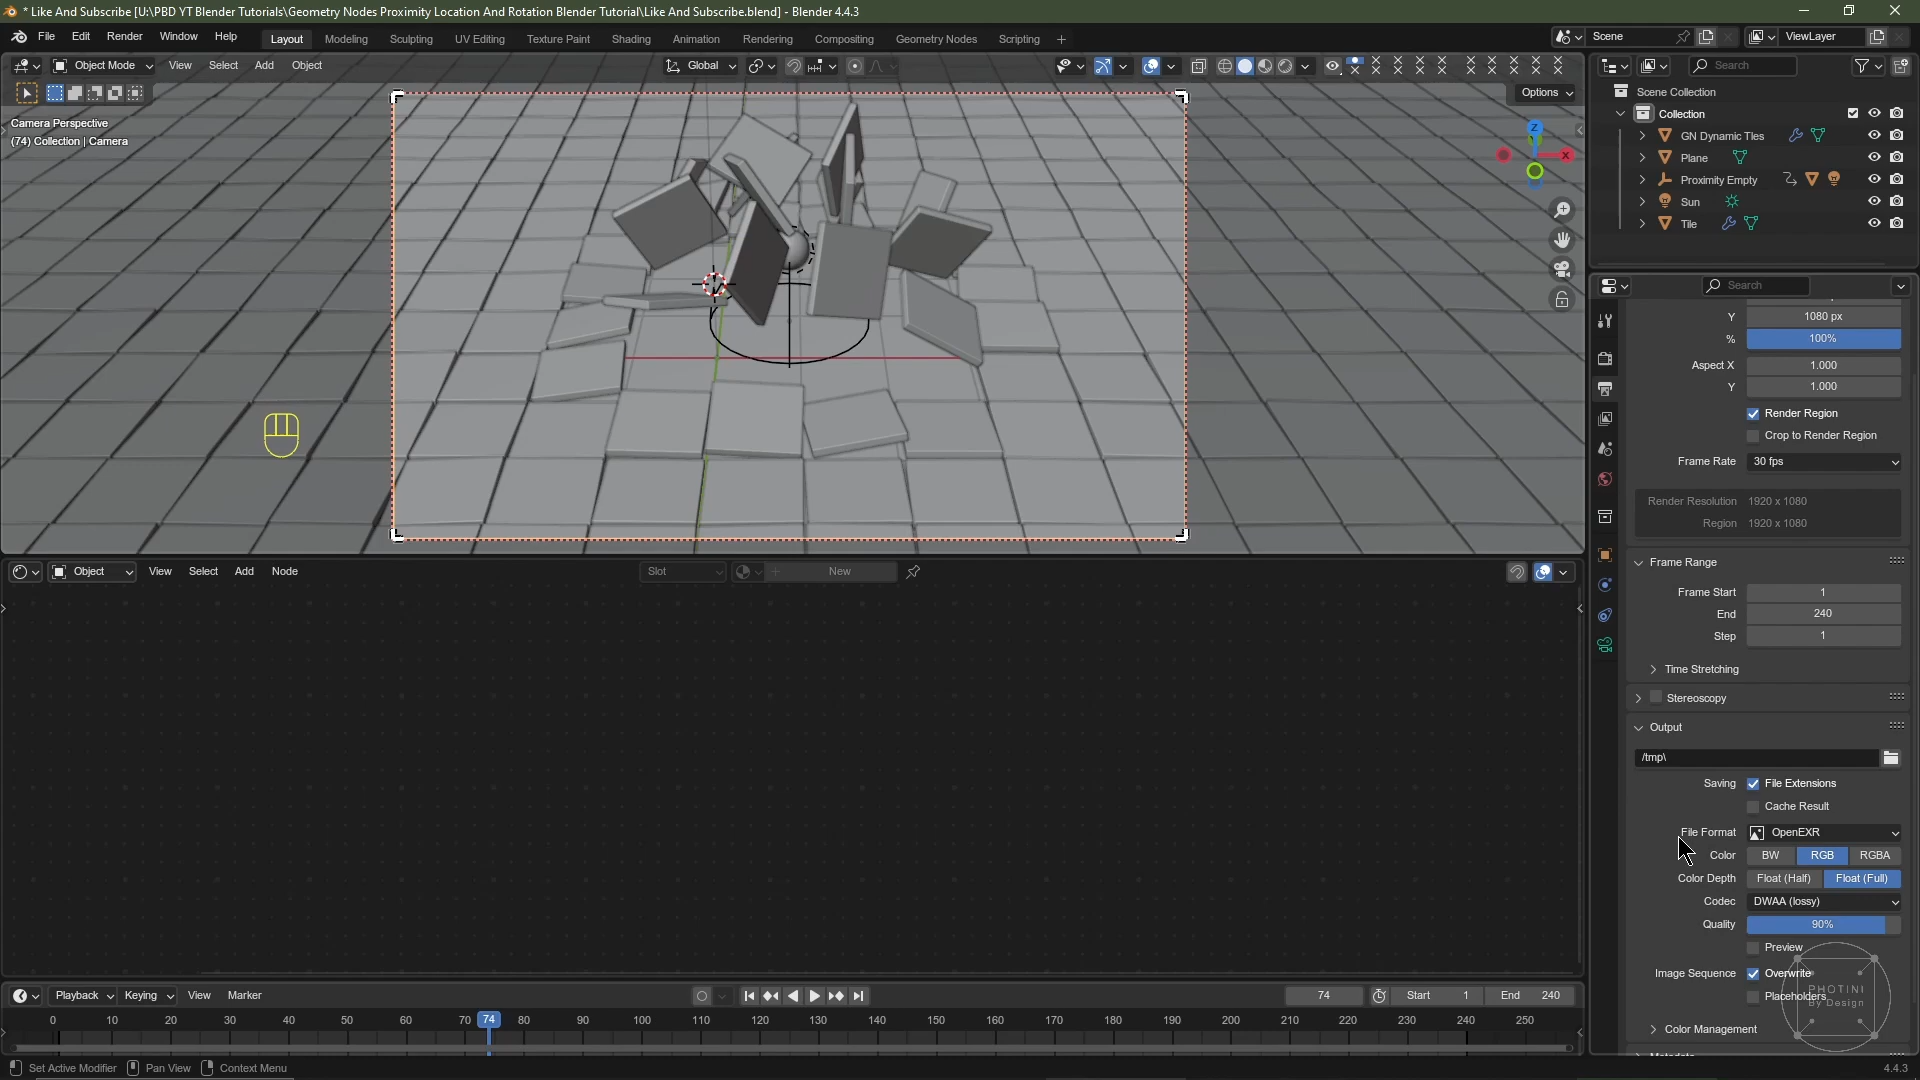 * Like And Subscribe [U:\PBD YT Blender Tutorials\Geometry Nodes Proximity Location And Rotation Blender Tutorial\Like And Subscribe.blend] - Blender 4.4.3
File Edit Render Window Help Layout Modeling Sculpting UV Editing Texture Paint Shading Animation Rendering Compositing Geometry Nodes Scripting + Scene ViewLayer
Object Mode View Select Add Object Global
Options
Camera Perspective
(74) Collection | Camera
Z
X
Search
Scene Collection
Collection
GN Dynamic Tles
Plane
Proximity Empty
Sun
Tile
Search
Y 1080 px
% 100%
Aspect X 1.000
Y 1.000
Render Region
Crop to Render Region
Frame Rate 30 fps
Render Resolution 1920 x 1080
Region 1920 x 1080
Frame Range
Frame Start 1
End 240
Step 1
Time Stretching
Stereoscopy
Output
/tmp\
Saving File Extensions
Cache Result
File Format OpenEXR
Color BW RGB RGBA
Color Depth Float (Half) Float (Full)
Codec DWAA (lossy)
Quality 90%
Preview
Image Sequence Overwrite
Placeholders
PHOTINI
By Design
Color Management
Object View Select Add Node Slot New
Playback Keying View Marker 74 Start 1 End 240
0 10 20 30 40 50 60 70 74 80 90 100 110 120 130 140 150 160 170 180 190 200 210 220 230 240 250
Set Active Modifier Pan View Context Menu 4.4.3